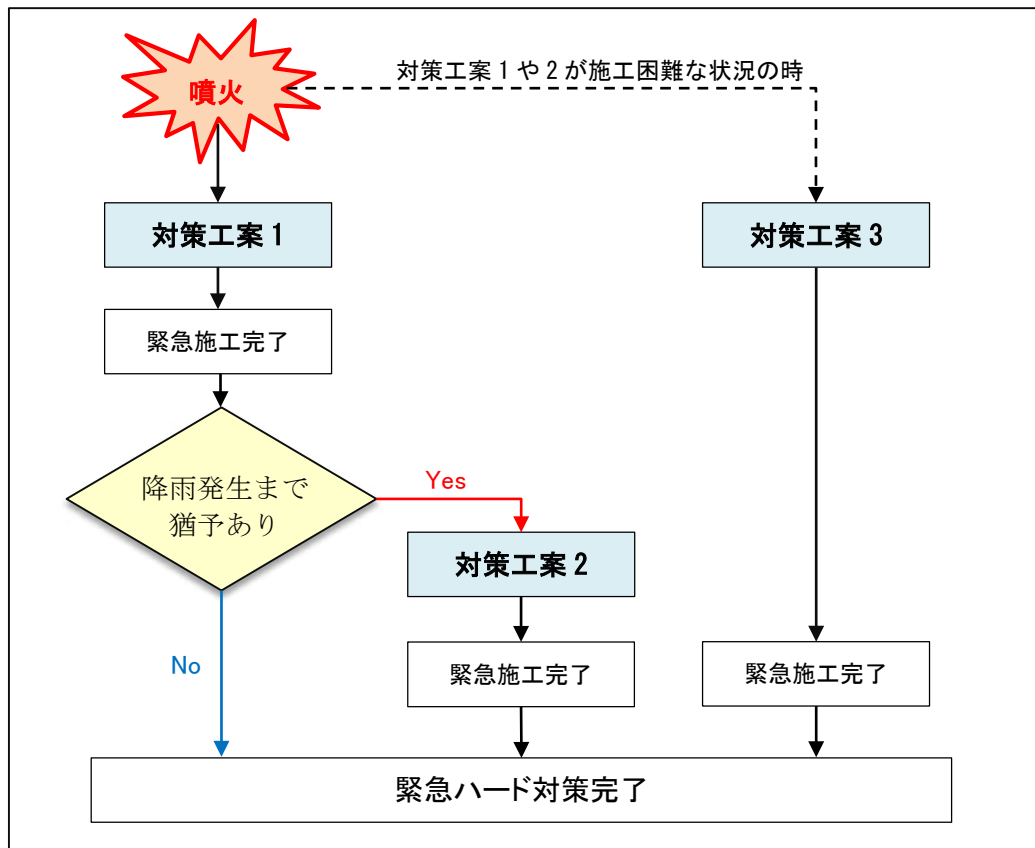 噴火
対策工案1や2が施工困難な状況の時
対策工案1
対策工案3
緊急施工完了
降雨発生まで
猶予あり
Yes
対策工案2
No
緊急施工完了
緊急施工完了
緊急ハード対策完了